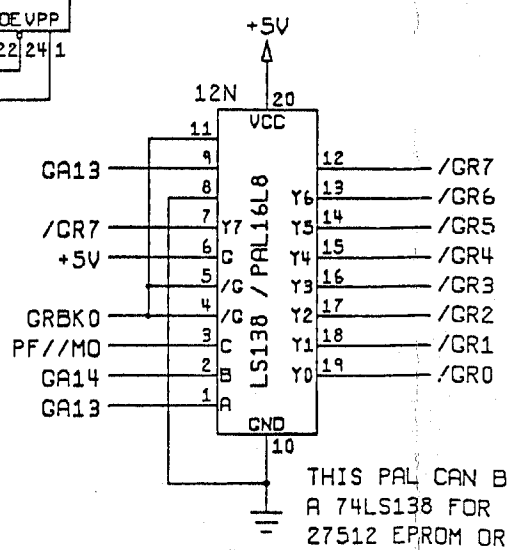 OE VPP
22 24 1
+5V
12N
20
VCC
11
GA13 9 12 /GR7
8 Y6 13 /GR6
/CR7 7 Y7 Y5 14 /GR5
+5V 6 G Y4 15 /GR4
5 /G Y3 16 /GR3
GRBK0 4 /G Y2 17 /GR2
PF//MO 3 C Y1 18 /GR1
GA14 2 B Y0 19 /GR0
GA13 1 A
LS138 / PAL16L8
GND
10
THIS PAL CAN B
A 74LS138 FOR
27512 EPROM OR